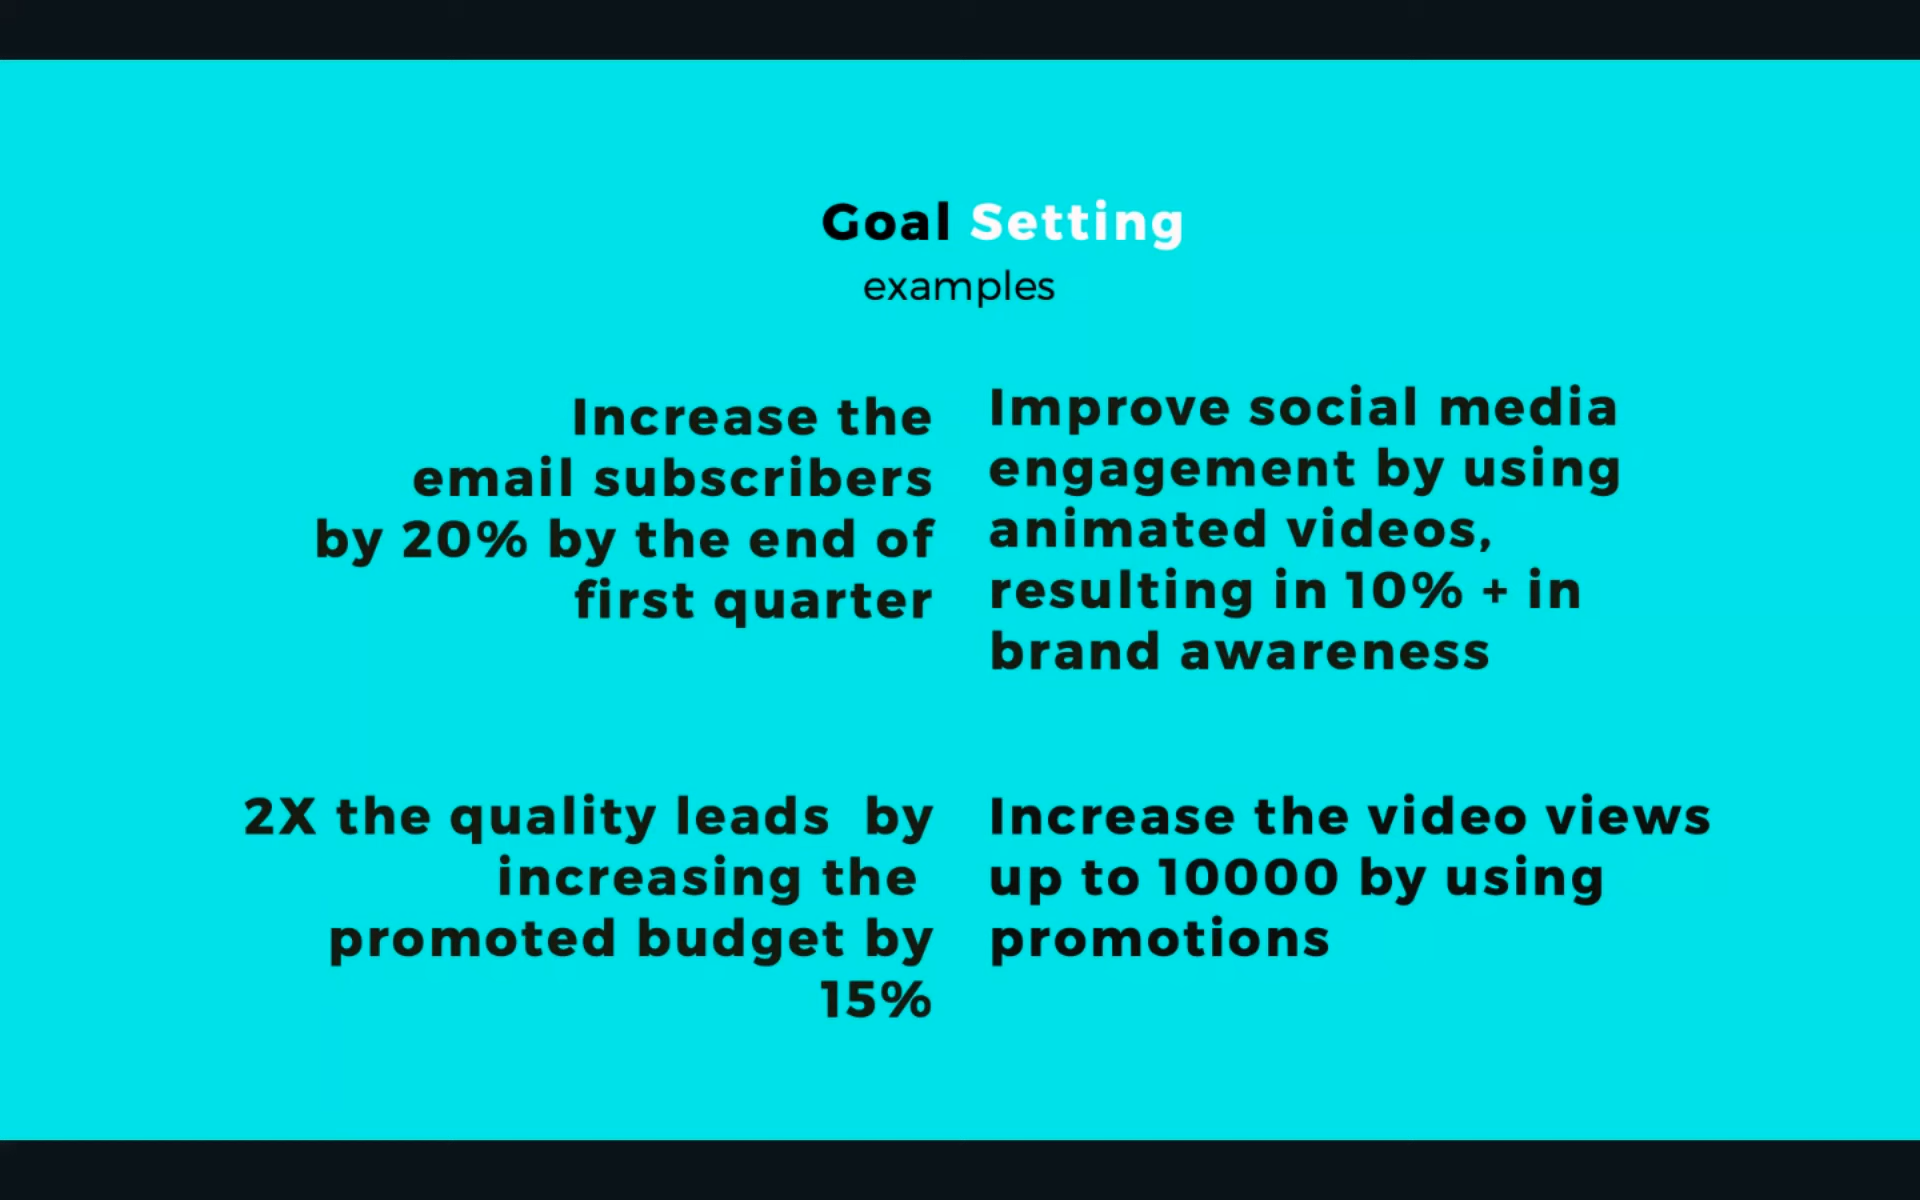 Goal Setting
examples
Increase the
email subscribers
by 20% by the end of
first quarter
Improve social media
engagement by using
animated videos,
resulting in 10% + in
brand awareness
2X the quality leads  by
increasing the
promoted budget by
15%
Increase the video views
up to 10000 by using
promotions